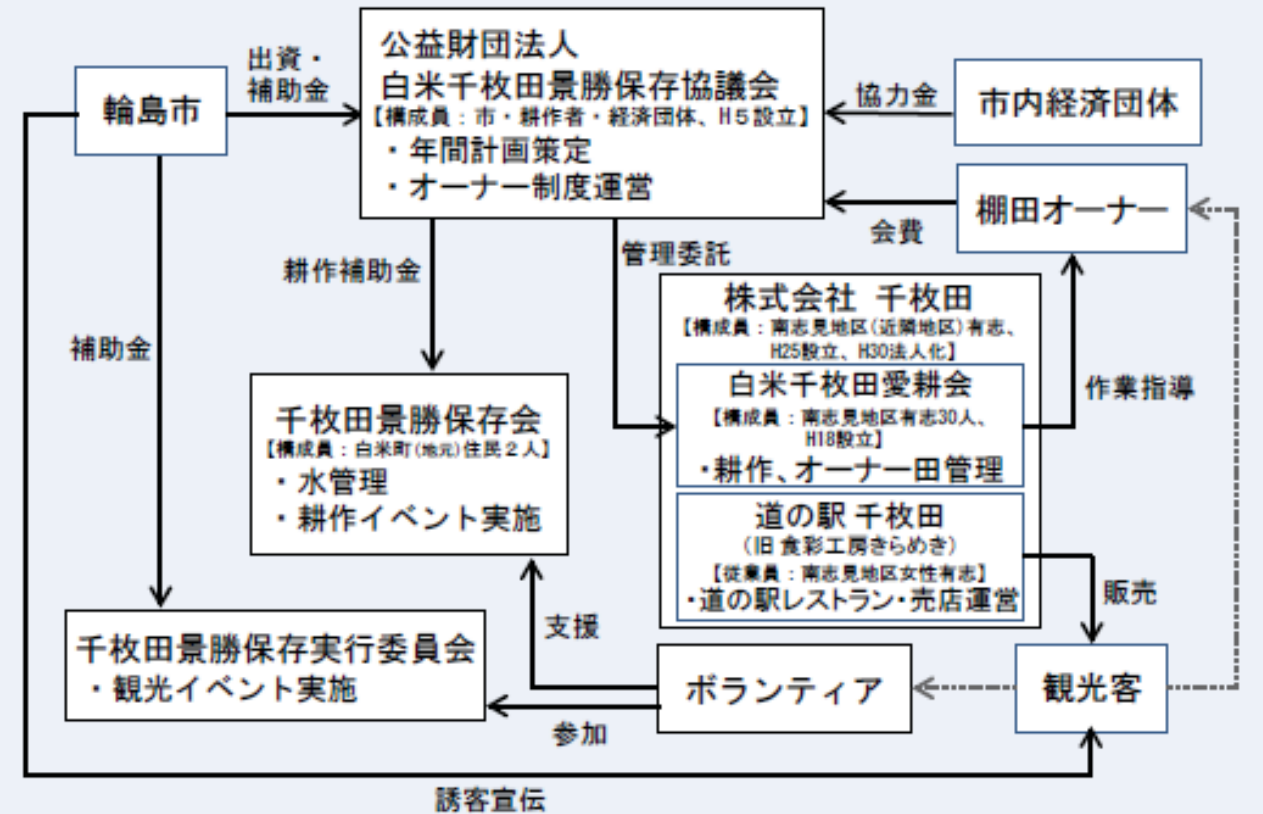 輪島市
出資・
補助金
公益財団法人
白米千枚田景勝保存協議会
【構成員：市・耕作者・経済団体、H5設立】
・年間計画策定
・オーナー制度運営
協力金
市内経済団体
棚田オーナー
会費
耕作補助金
管理委託
補助金
株式会社 千枚田
【構成員：南志見地区(近隣地区)有志、
H25設立、H30法人化】
白米千枚田愛耕会
【構成員：南志見地区有志30人、
H18設立】
・耕作、オーナー田管理
作業指導
千枚田景勝保存会
【構成員：白米町(地元)住民2人】
・水管理
・耕作イベント実施
道の駅 千枚田
（旧 食彩工房きらめき）
【従業員：南志見地区女性有志】
・道の駅レストラン・売店運営
販売
支援
千枚田景勝保存実行委員会
・観光イベント実施
ボランティア
観光客
参加
誘客宣伝